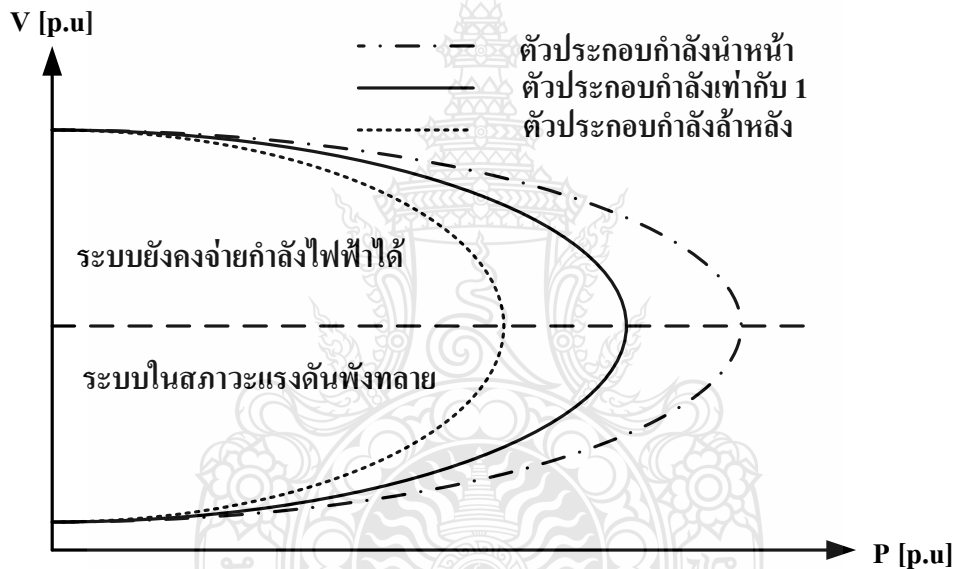 V [p.u]
ตัวประกอบกำลังนำหน้า
ตัวประกอบกำลังเท่ากับ 1
ตัวประกอบกำลังล้าหลัง
ระบบยังคงจ่ายกำลังไฟฟ้าได้
ระบบในสภาวะแรงดันพังทลาย
P [p.u]